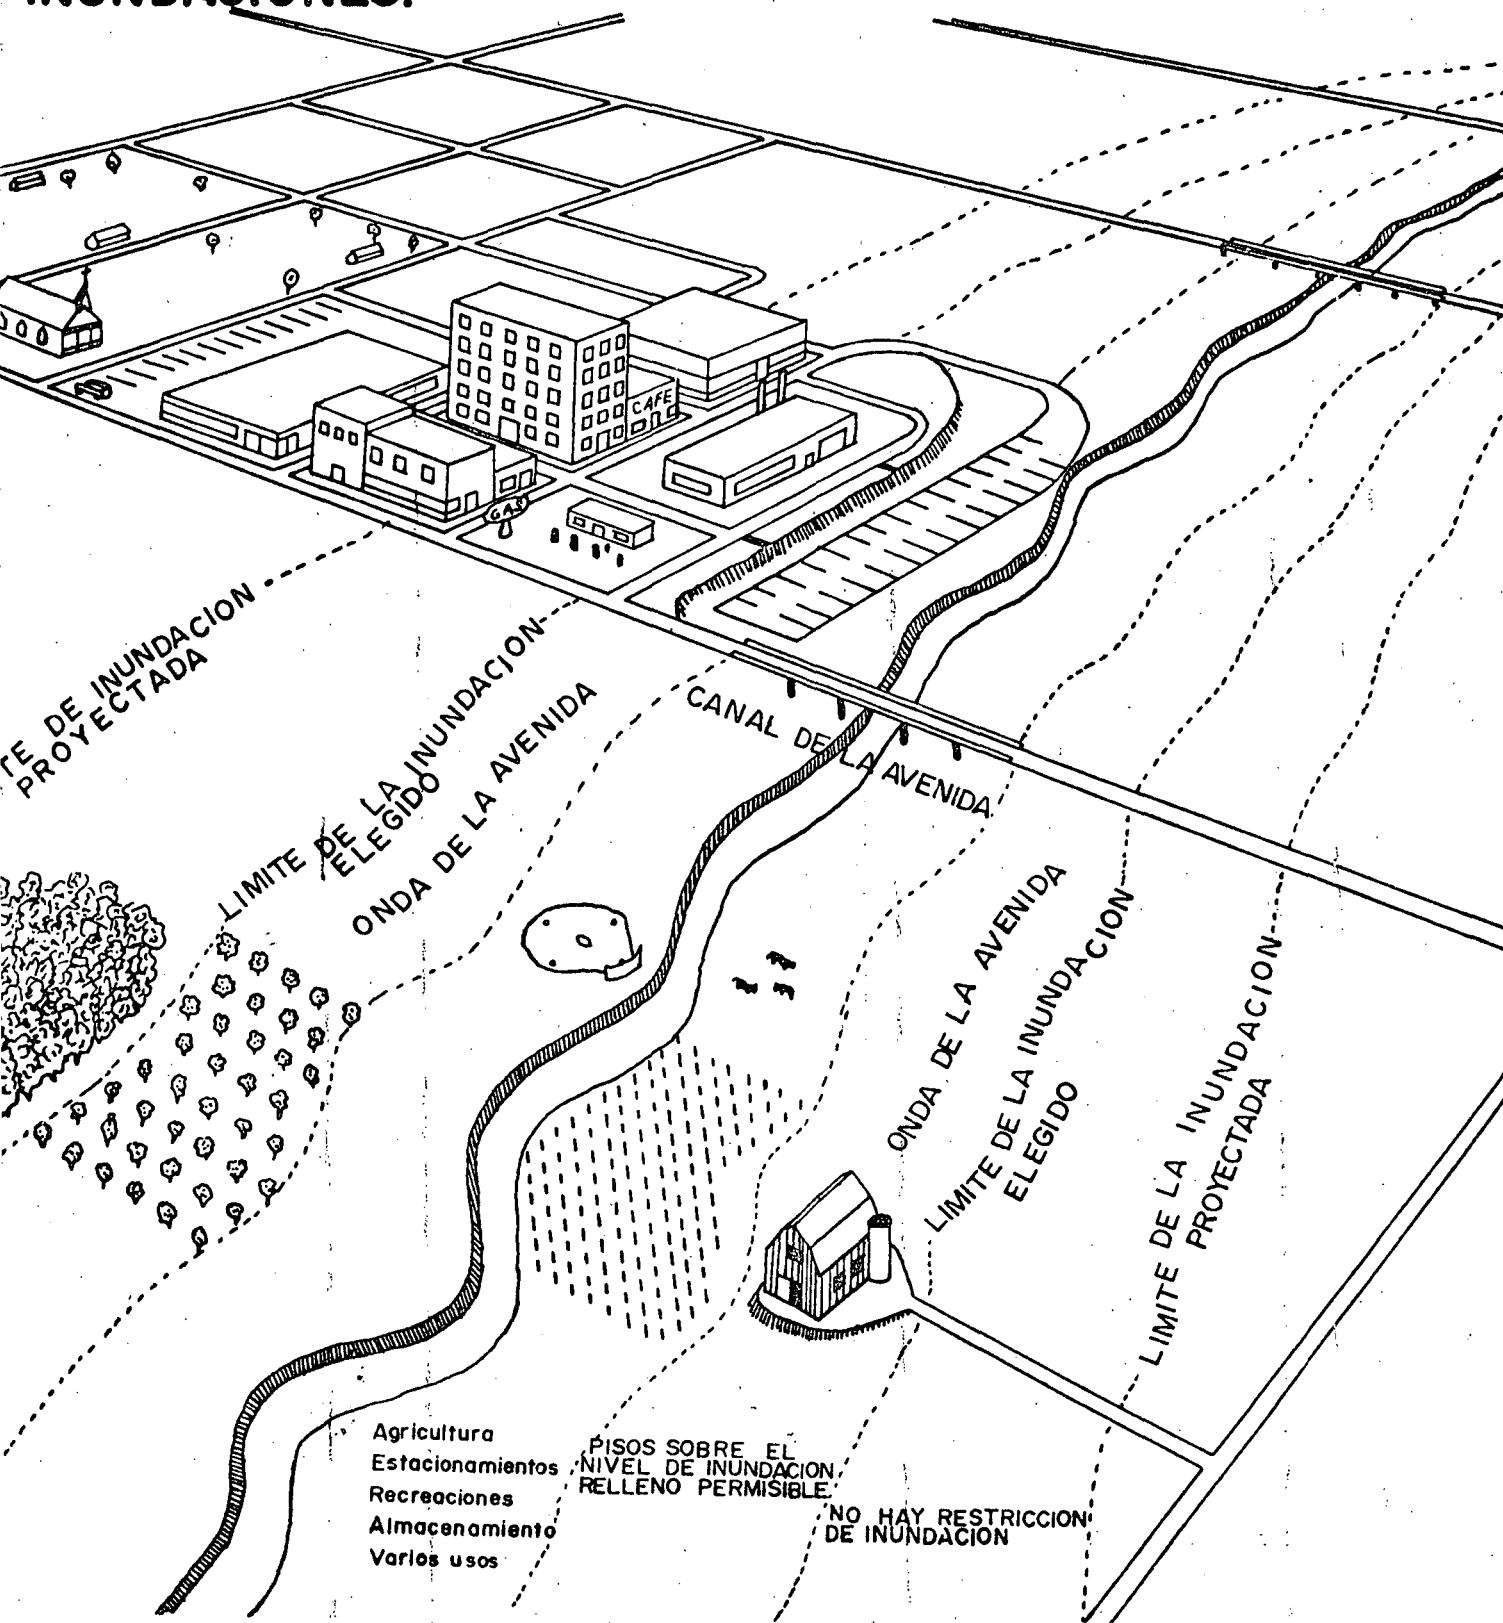 INUNDACIONES.
CAFE
GAS
TE DE INUNDACION
PROYECTADA
LIMITE DE LA INUNDACION
ELEGIDO
ONDA DE LA AVENIDA
CANAL DE LA AVENIDA
ONDA DE LA AVENIDA
LIMITE DE LA INUNDACION
ELEGIDO
LIMITE DE LA INUNDACION
PROYECTADA
Agricultura
Estacionamientos
Recreaciones
Almacenamiento
Varios usos
PISOS SOBRE EL
NIVEL DE INUNDACION
RELLENO PERMISIBLE
NO HAY RESTRICCION
DE INUNDACION